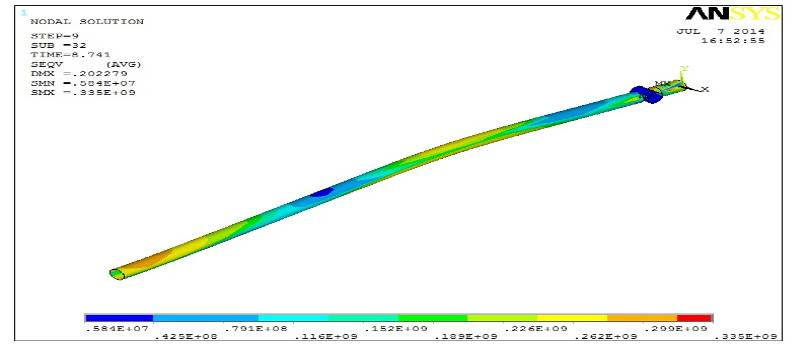 1
NODAL SOLUTION
STEP=9
SUB =32
TIME=8.741
SEQV (AVG)
DMX =.202279
SMN =.584E+07
SMX =.335E+09
ANSYS
JUL 7 2014
16:52:55
Y
MX
X
.584E+07 .791E+08 .152E+09 .226E+09 .299E+09
.425E+08 .116E+09 .189E+09 .262E+09 .335E+09